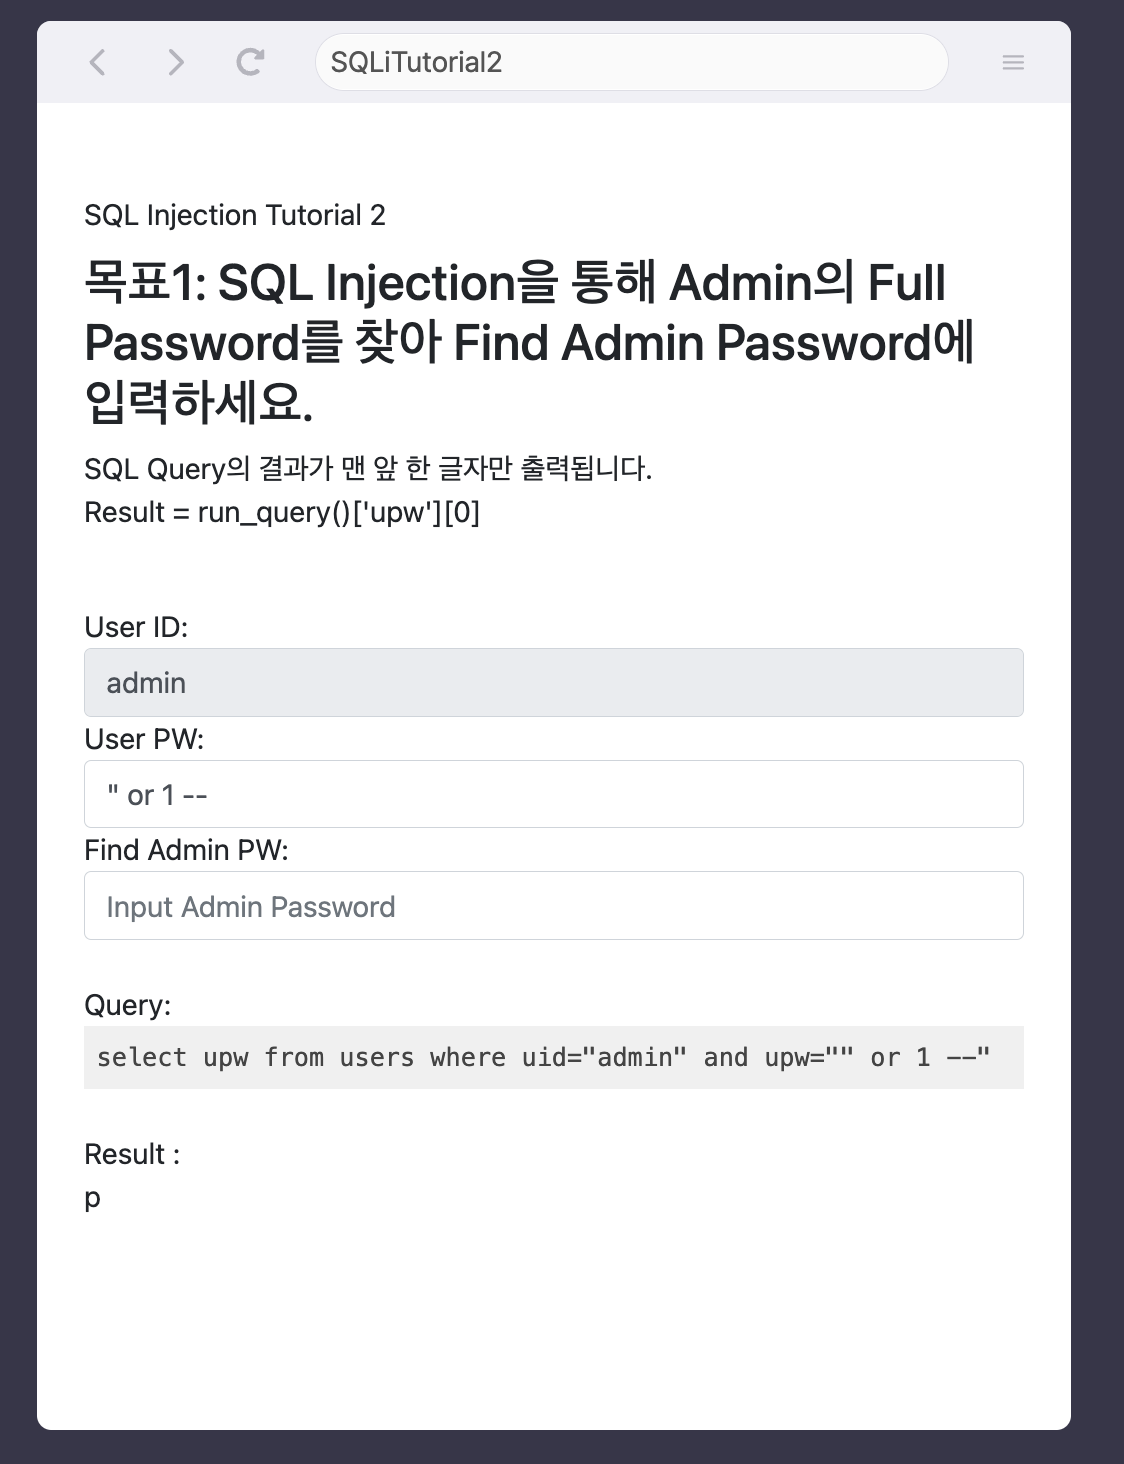 SQLiTutorial2
SQL Injection Tutorial 2
목표1: SQL Injection을 통해 Admin의 Full
Password를 찾아 Find Admin Password에
입력하세요.
SQL Query의 결과가 맨 앞 한 글자만 출력됩니다.
Result = run_query()['upw'][0]
User ID:
admin
User PW:
" or 1 --
Find Admin PW:
Input Admin Password
Query:
select upw from users where uid="admin" and upw="" or 1 --"
Result :
p